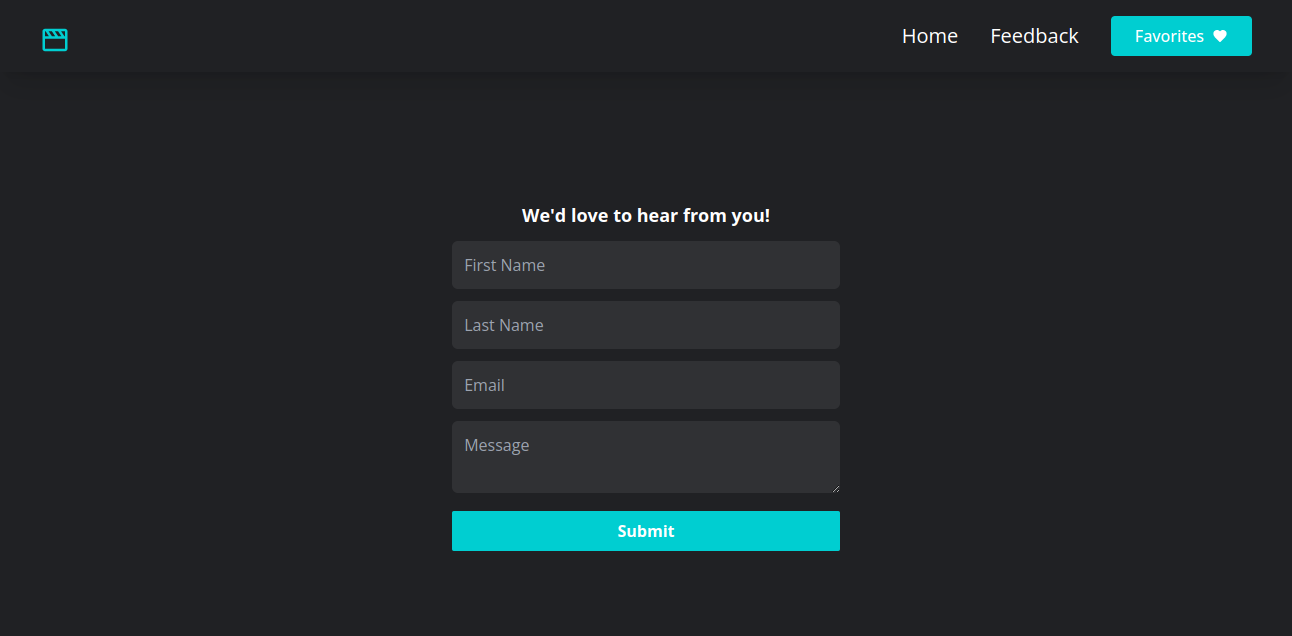 Home Feedback Favorites
We'd love to hear from you!
First Name
Last Name
Email
Message
Submit